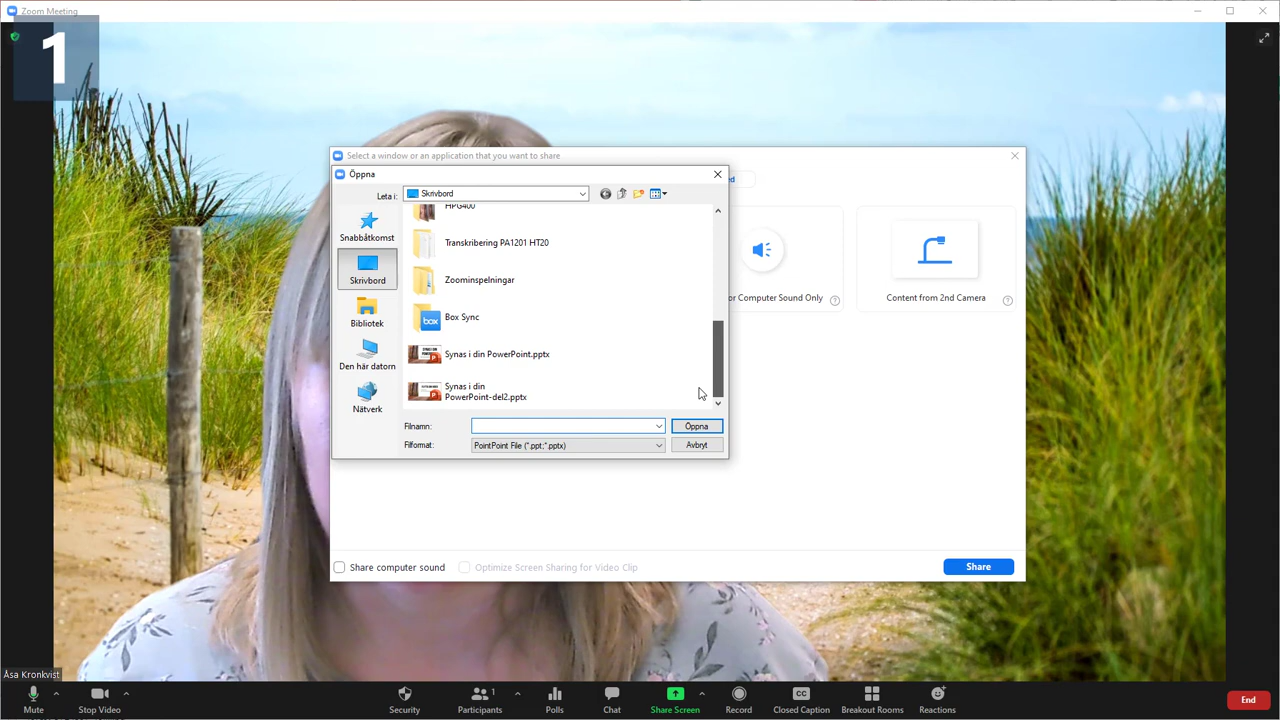 Zoom Meeting
1
Select a window or an application that you want to share
Öppna
Leta i:
Skrivbord
Snabbåtkomst
Skrivbord
Bibliotek
Den här datorn
Nätverk
HPG400
Transkribering PA1201 HT20
Zoominspelningar
box
Box Sync
Synas i din PowerPoint.pptx
Synas i din
PowerPoint-del2.pptx
Filnamn:
Öppna
Filformat:
PointPoint File (*.ppt;*.pptx)
Avbryt
or Computer Sound Only
Content from 2nd Camera
Share computer sound
Optimize Screen Sharing for Video Clip
Share
Åsa Kronkvist
Mute
Stop Video
Security
1
Participants
Polls
Chat
Share Screen
Record
CC
Closed Caption
Breakout Rooms
Reactions
End